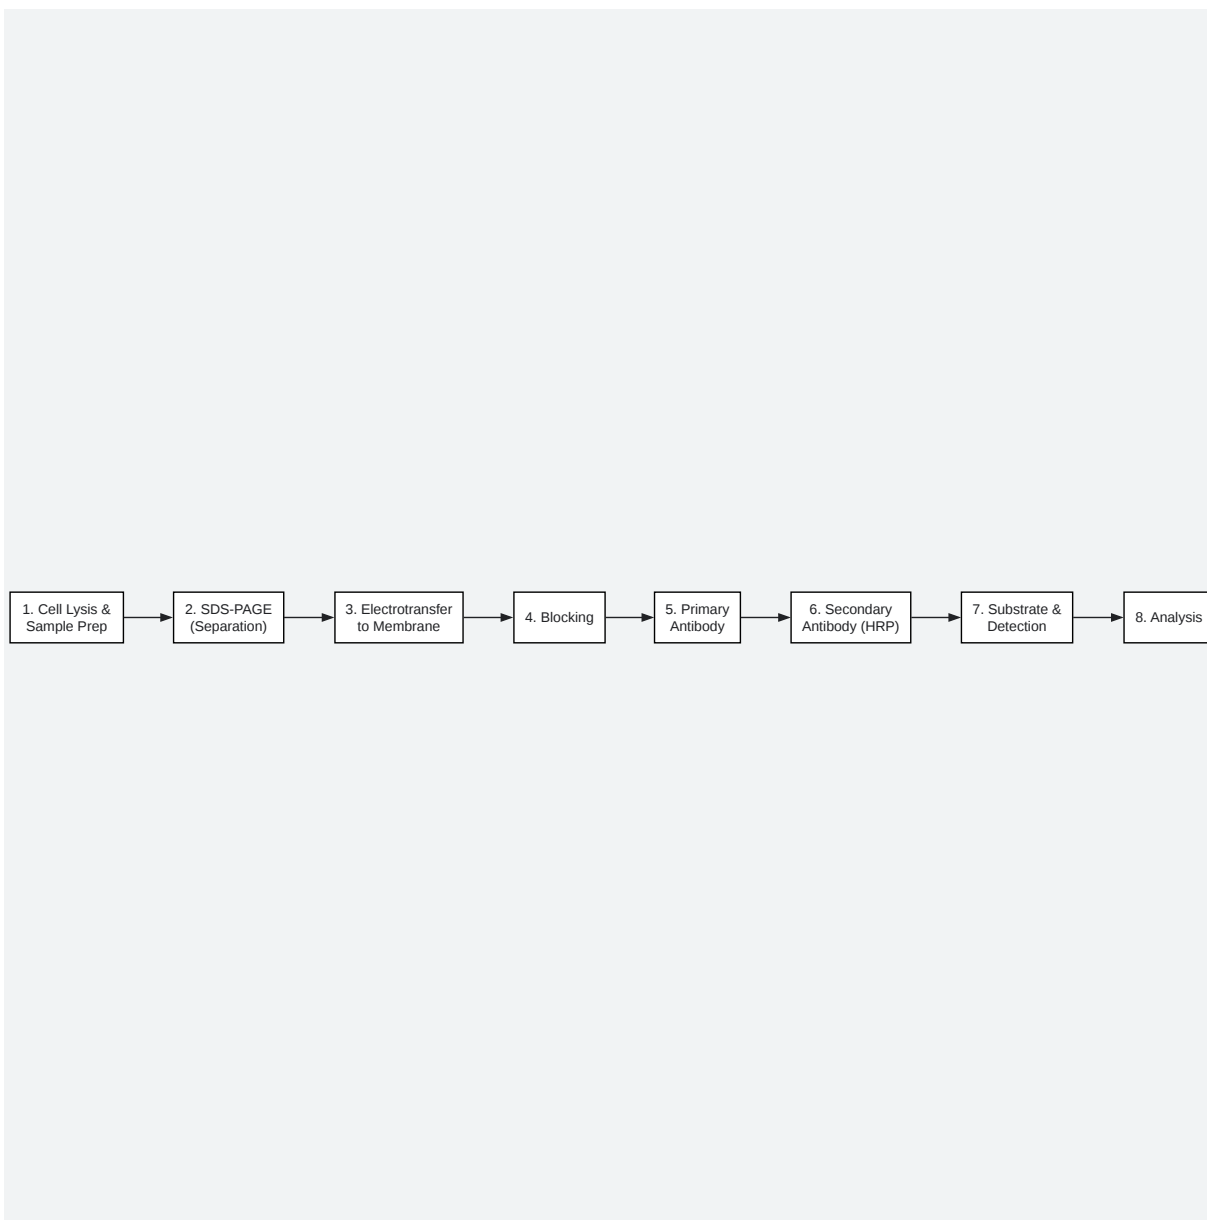 1. Cell Lysis &
Sample Prep
2. SDS-PAGE
(Separation)
3. Electrotransfer
to Membrane
4. Blocking
5. Primary
Antibody
6. Secondary
Antibody (HRP)
7. Substrate &
Detection
8. Analysis